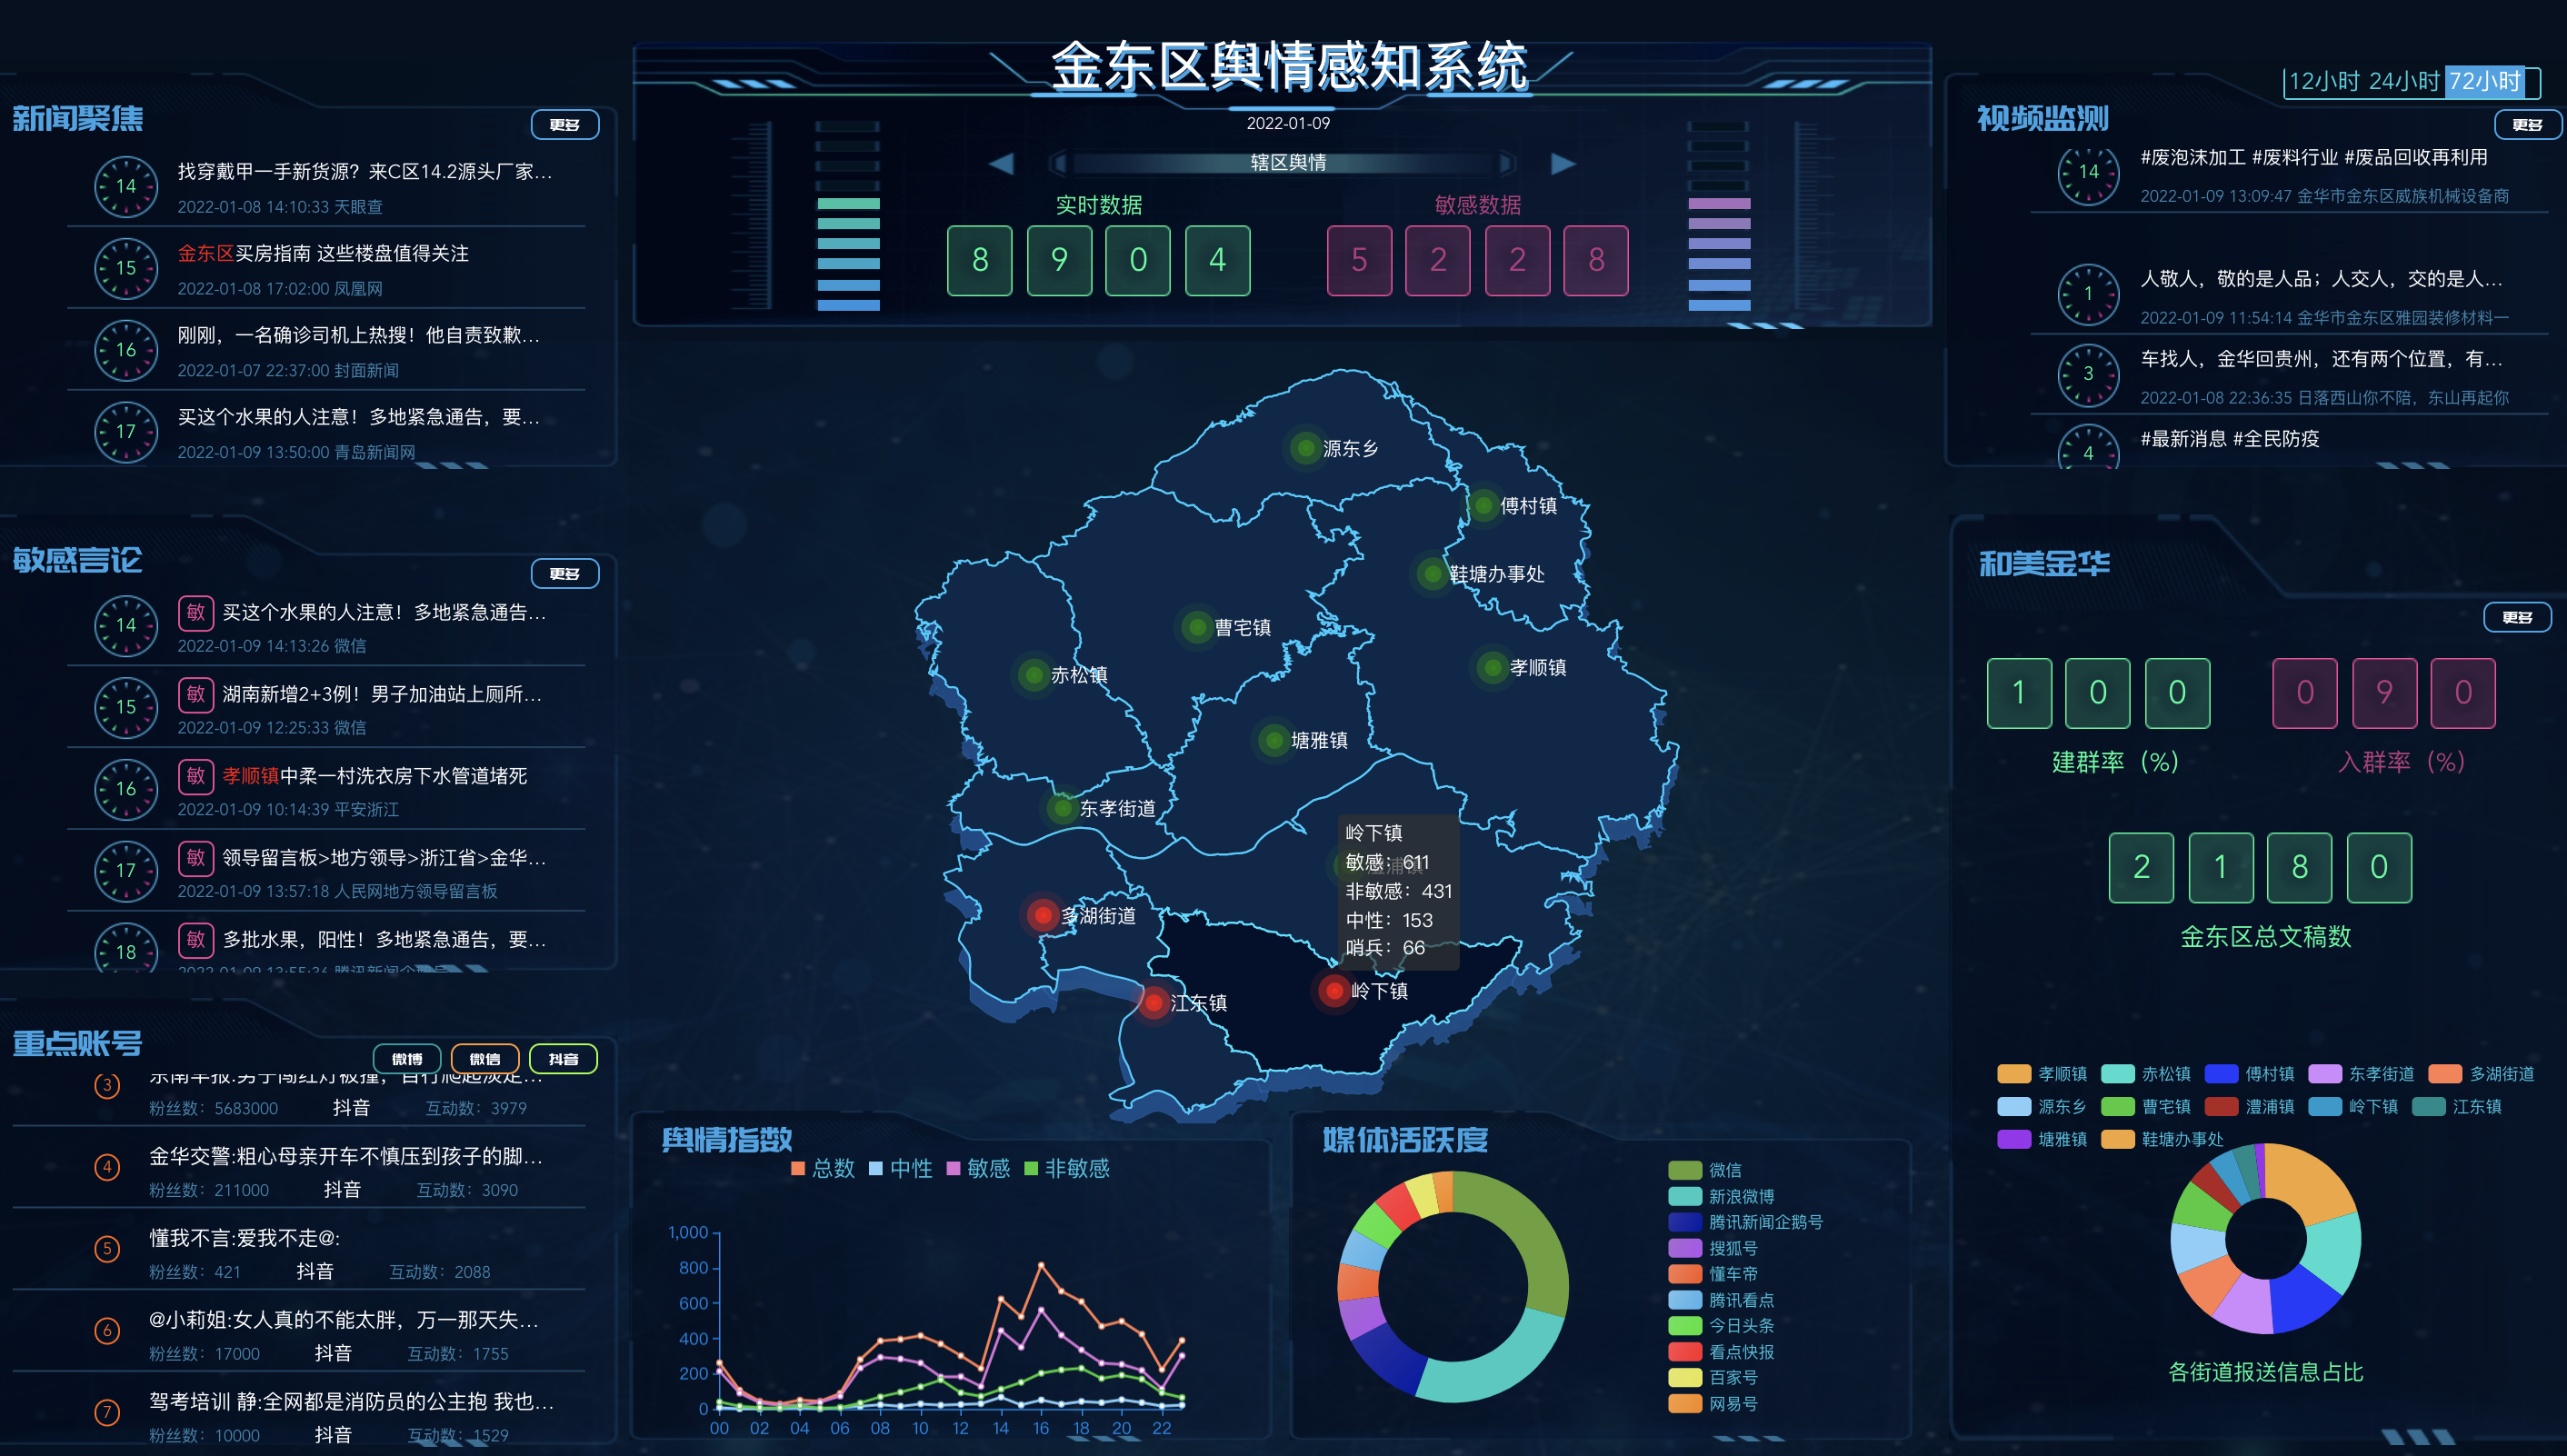 金东区舆情感知系统
2022-01-09
辖区舆情
实时数据
8 9 0 4
敏感数据
5 2 2 8
12小时 24小时 72小时
新闻聚焦
更多
14
找穿戴甲一手新货源？来C区14.2源头厂家...
2022-01-08 14:10:33 天眼查
15
金东区买房指南 这些楼盘值得关注
2022-01-08 17:02:00 凤凰网
16
刚刚，一名确诊司机上热搜！他自责致歉...
2022-01-07 22:37:00 封面新闻
17
买这个水果的人注意！多地紧急通告，要...
2022-01-09 13:50:00 青岛新闻网
敏感言论
更多
14
敏 买这个水果的人注意！多地紧急通告...
2022-01-09 14:13:26 微信
15
敏 湖南新增2+3例！男子加油站上厕所...
2022-01-09 12:25:33 微信
16
敏 孝顺镇中柔一村洗衣房下水管道堵死
2022-01-09 10:14:39 平安浙江
17
敏 领导留言板>地方领导>浙江省>金华...
2022-01-09 13:57:18 人民网地方领导留言板
18
敏 多批水果，阳性！多地紧急通告，要...
重点账号
微博 微信 抖音
3
粉丝数：5683000 抖音 互动数：3979
4
金华交警:粗心母亲开车不慎压到孩子的脚...
粉丝数：211000 抖音 互动数：3090
5
懂我不言:爱我不走@:
粉丝数：421 抖音 互动数：2088
6
@小莉姐:女人真的不能太胖，万一那天失...
粉丝数：17000 抖音 互动数：1755
7
驾考培训 静:全网都是消防员的公主抱 我也...
粉丝数：10000 抖音 互动数：1529
源东乡
傅村镇
鞋塘办事处
曹宅镇
孝顺镇
赤松镇
塘雅镇
东孝街道
岭下镇
敏感：611
非敏感：431
中性：153
哨兵：66
多湖街道
岭下镇
江东镇
舆情指数
总数 中性 敏感 非敏感
1,000
800
600
400
200
0
00 02 04 06 08 10 12 14 16 18 20 22
媒体活跃度
微信
新浪微博
腾讯新闻企鹅号
搜狐号
懂车帝
腾讯看点
今日头条
看点快报
百家号
网易号
视频监测
更多
14
#废泡沫加工 #废料行业 #废品回收再利用
2022-01-09 13:09:47 金华市金东区威族机械设备商
1
人敬人，敬的是人品；人交人，交的是人...
2022-01-09 11:54:14 金华市金东区雅园装修材料一
3
车找人，金华回贵州，还有两个位置，有...
2022-01-08 22:36:35 日落西山你不陪，东山再起你
4
#最新消息 #全民防疫
和美金华
更多
1 0 0
建群率（%）
0 9 0
入群率（%）
2 1 8 0
金东区总文稿数
孝顺镇 赤松镇 傅村镇 东孝街道 多湖街道
源东乡 曹宅镇 澧浦镇 岭下镇 江东镇
塘雅镇 鞋塘办事处
各街道报送信息占比